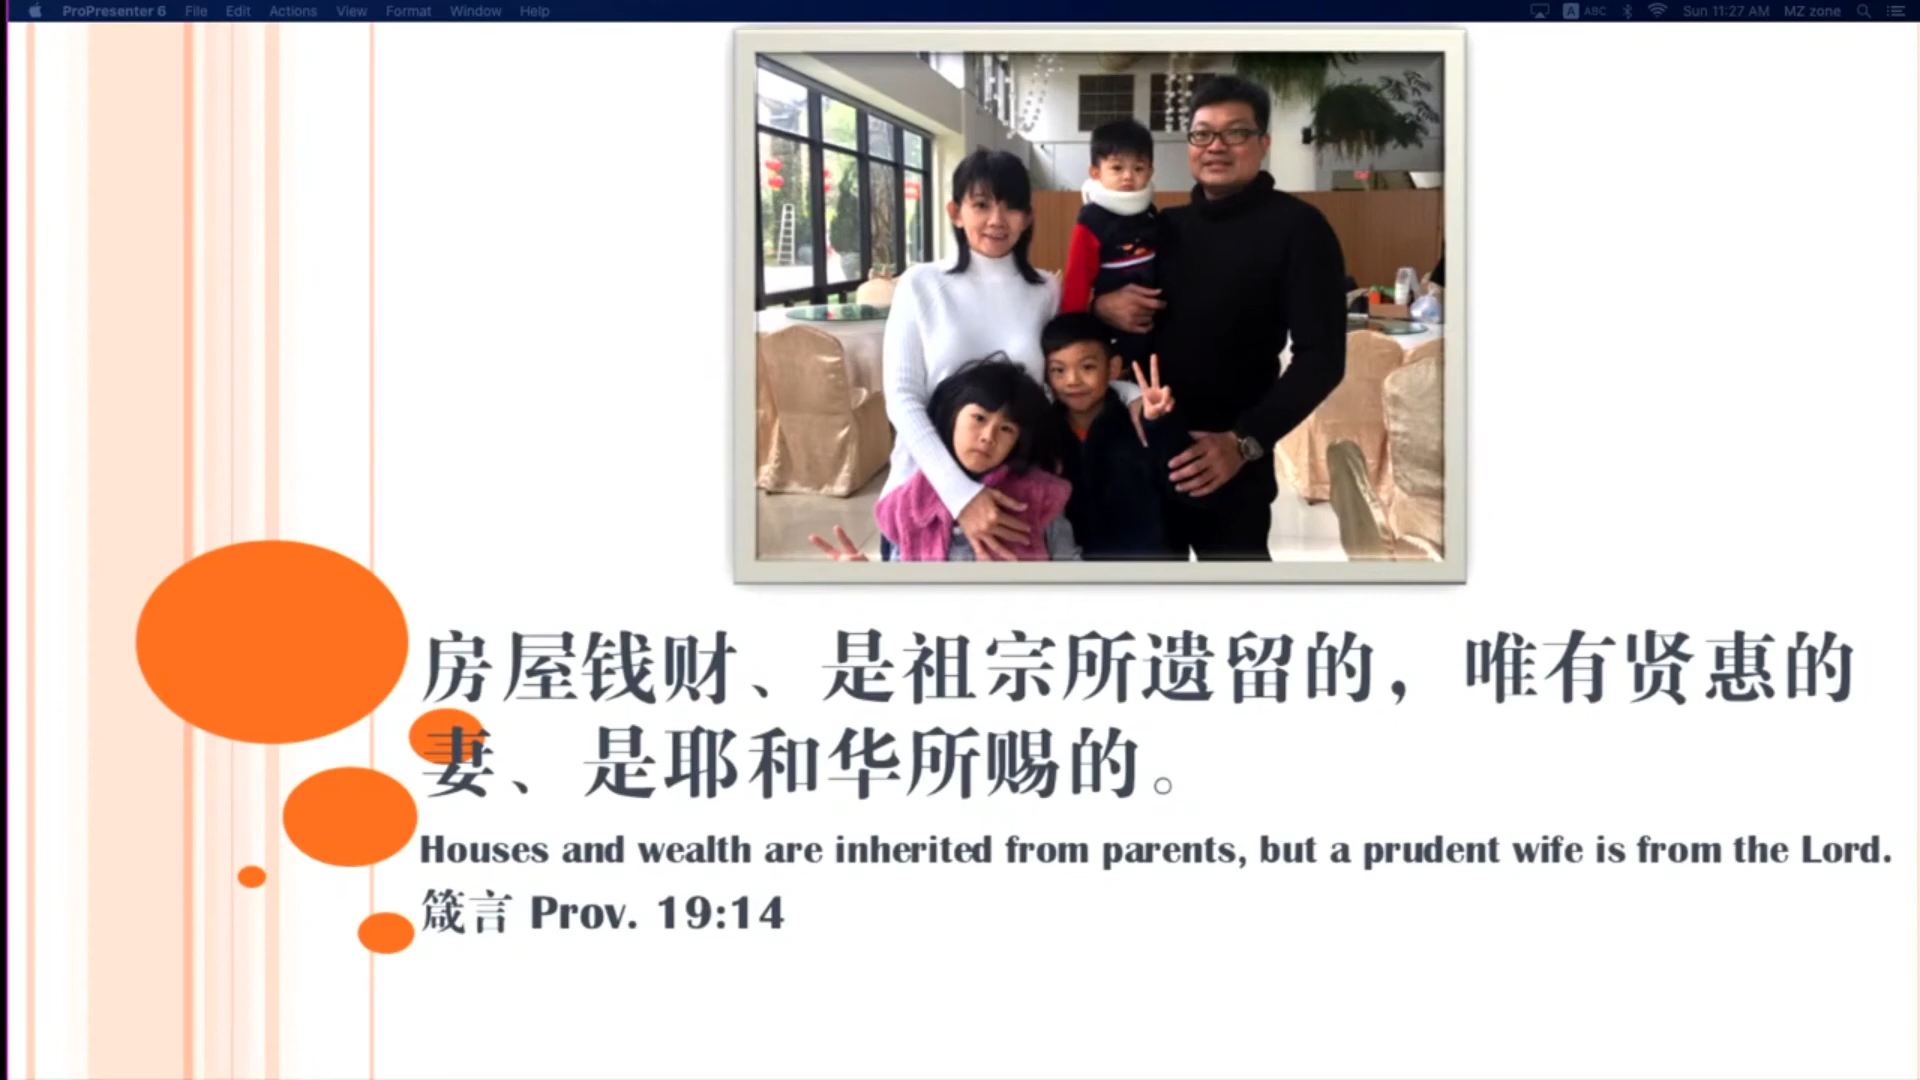 ProPresenter 6 File Edit Actions View Format Window Help A ABC Sun 11:27 AM MZ zone
房屋钱财、是祖宗所遗留的，唯有贤惠的
妻、是耶和华所赐的。
Houses and wealth are inherited from parents, but a prudent wife is from the Lord.
箴言 Prov. 19:14